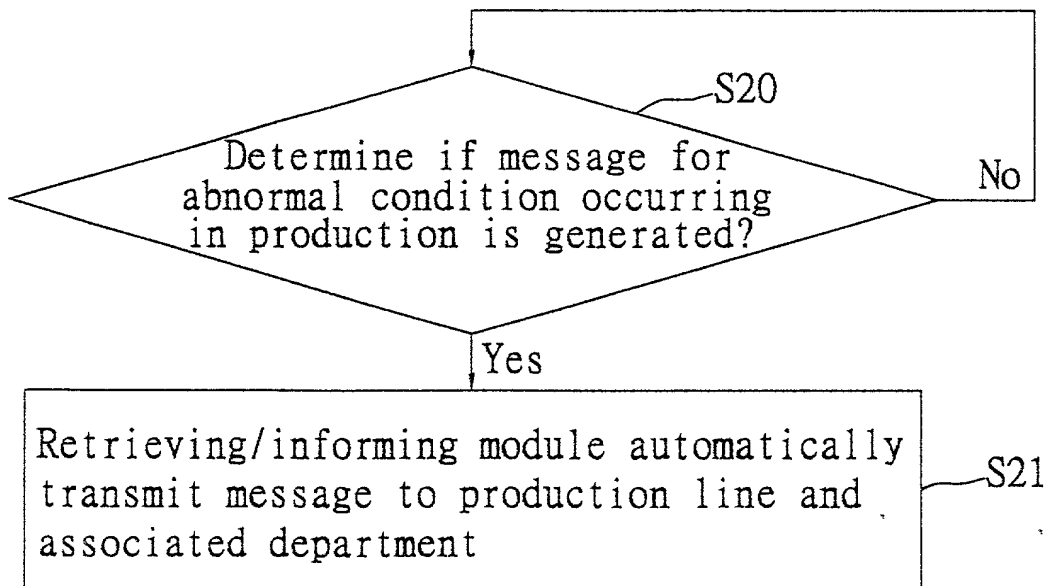 S20
Determine if message for
abnormal condition occurring
in production is generated?
No
Yes
Retrieving/informing module automatically
transmit message to production line and
associated department
S21